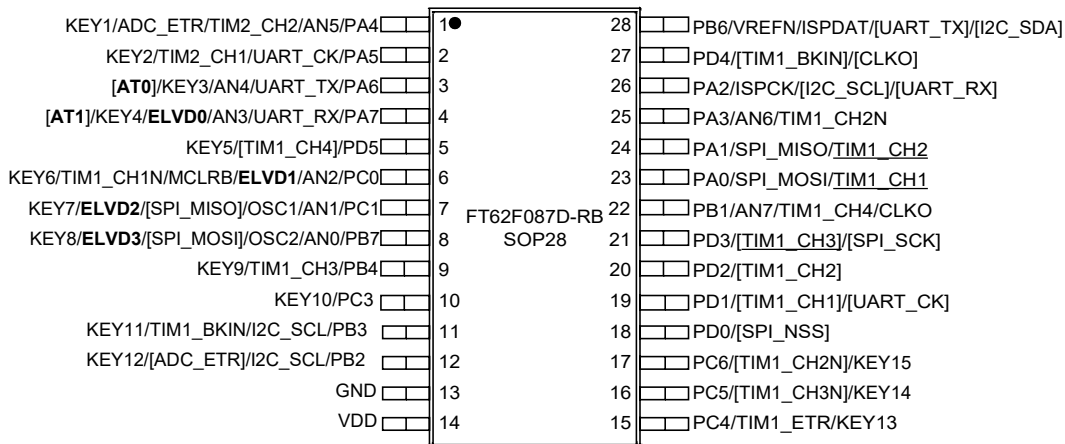 KEY1/ADC_ETR/TIM2_CH2/AN5/PA4 1 28 PB6/VREFN/ISPDAT/[UART_TX]/[I2C_SDA]
KEY2/TIM2_CH1/UART_CK/PA5 2 27 PD4/[TIM1_BKIN]/[CLKO]
[AT0]/KEY3/AN4/UART_TX/PA6 3 26 PA2/ISPCK/[I2C_SCL]/[UART_RX]
[AT1]/KEY4/ELVD0/AN3/UART_RX/PA7 4 25 PA3/AN6/TIM1_CH2N
KEY5/[TIM1_CH4]/PD5 5 24 PA1/SPI_MISO/TIM1_CH2
KEY6/TIM1_CH1N/MCLRB/ELVD1/AN2/PC0 6 23 PA0/SPI_MOSI/TIM1_CH1
KEY7/ELVD2/[SPI_MISO]/OSC1/AN1/PC1 7 FT62F087D-RB 22 PB1/AN7/TIM1_CH4/CLKO
KEY8/ELVD3/[SPI_MOSI]/OSC2/AN0/PB7 8 SOP28 21 PD3/[TIM1_CH3]/[SPI_SCK]
KEY9/TIM1_CH3/PB4 9 20 PD2/[TIM1_CH2]
KEY10/PC3 10 19 PD1/[TIM1_CH1]/[UART_CK]
KEY11/TIM1_BKIN/I2C_SCL/PB3 11 18 PD0/[SPI_NSS]
KEY12/[ADC_ETR]/I2C_SCL/PB2 12 17 PC6/[TIM1_CH2N]/KEY15
GND 13 16 PC5/[TIM1_CH3N]/KEY14
VDD 14 15 PC4/TIM1_ETR/KEY13